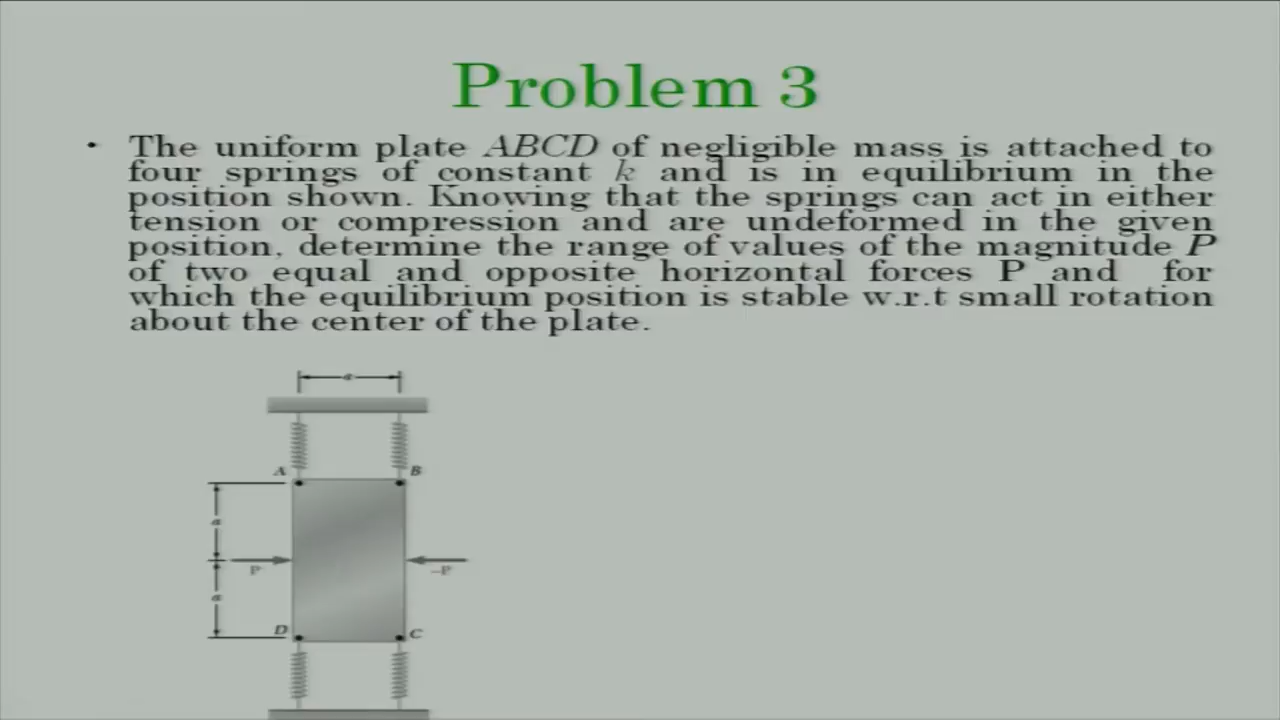 Problem 3
• The uniform plate ABCD of negligible mass is attached to
four springs of constant k and is in equilibrium in the
position shown. Knowing that the springs can act in either
tension or compression and are undeformed in the given
position, determine the range of values of the magnitude P
of two equal and opposite horizontal forces P and for
which the equilibrium position is stable w.r.t small rotation
about the center of the plate.
a
A B
a
P –P
a
D C